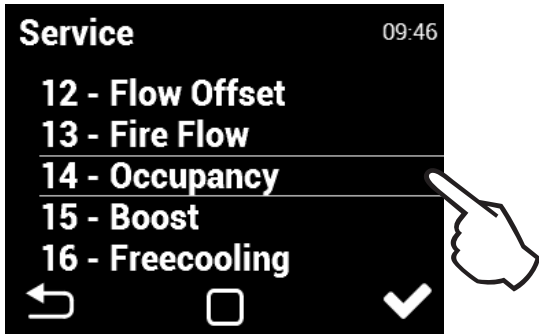 Service 09:46
12 - Flow Offset
13 - Fire Flow
14 - Occupancy
15 - Boost
16 - Freecooling